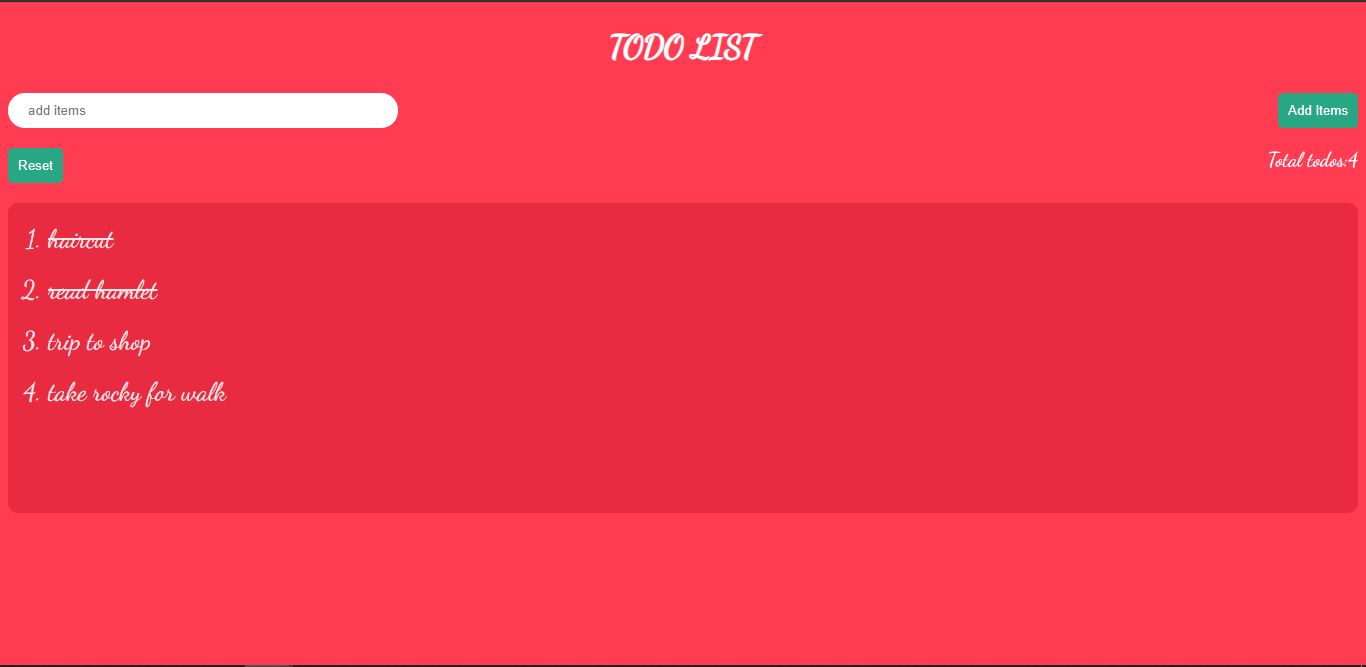 TODO LIST
add items
Add Items
Reset
Total todos:4
1. haircut
2. read hamlet
3. trip to shop
4. take rocky for walk